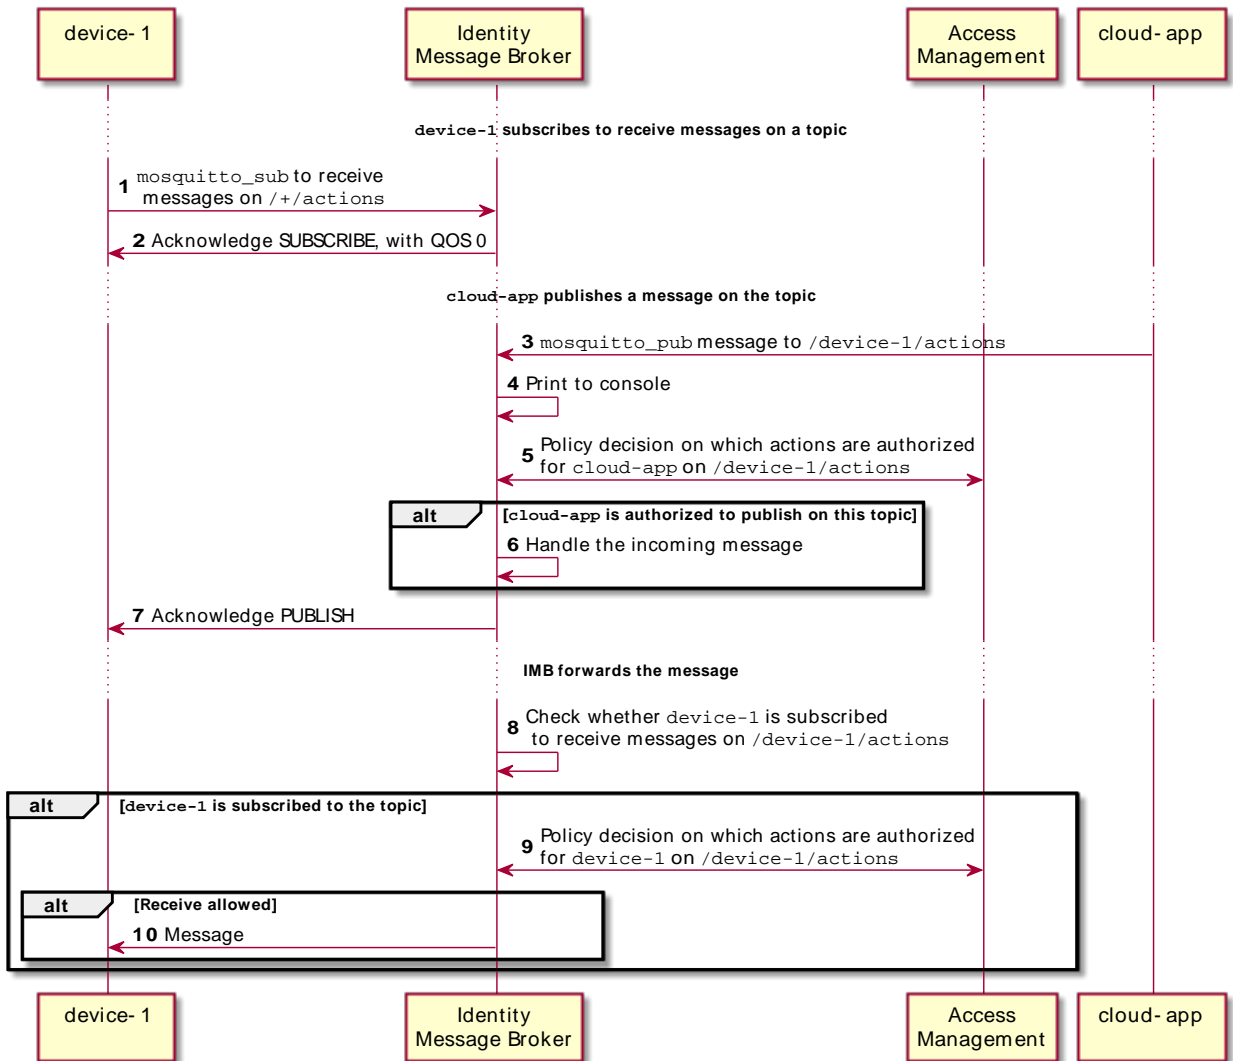 device-1
Identity
Message Broker
Access
Management
cloud-app
device-1 subscribes to receive messages on a topic
1 mosquitto_sub to receive
messages on /+/actions
2 Acknowledge SUBSCRIBE, with QOS 0
cloud-app publishes a message on the topic
3 mosquitto_pub message to /device-1/actions
4 Print to console
5 Policy decision on which actions are authorized
for cloud-app on /device-1/actions
alt [cloud-app is authorized to publish on this topic]
6 Handle the incoming message
7 Acknowledge PUBLISH
IMB forwards the message
8 Check whether device-1 is subscribed
to receive messages on /device-1/actions
alt [device-1 is subscribed to the topic]
9 Policy decision on which actions are authorized
for device-1 on /device-1/actions
alt [Receive allowed]
10 Message
device-1
Identity
Message Broker
Access
Management
cloud-app